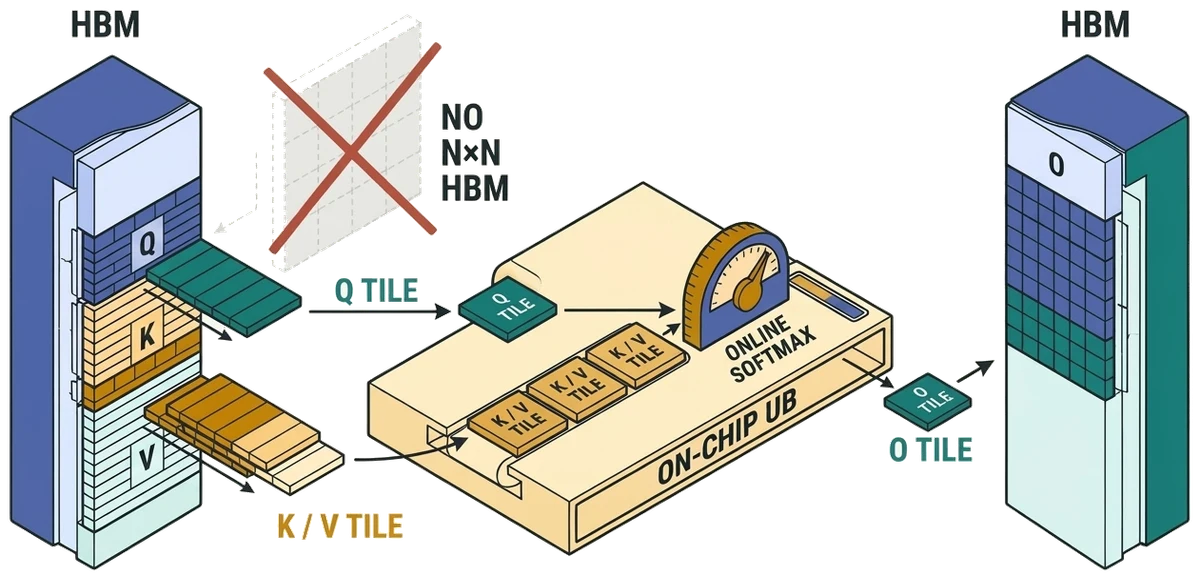 HBM
HBM
NO
N×N
HBM
Q
K
V
O
Q TILE
Q
TILE
K / V
TILE
K / V
TILE
K / V
TILE
ONLINE
SOFTMAX
ON-CHIP UB
O
TILE
O TILE
K / V TILE